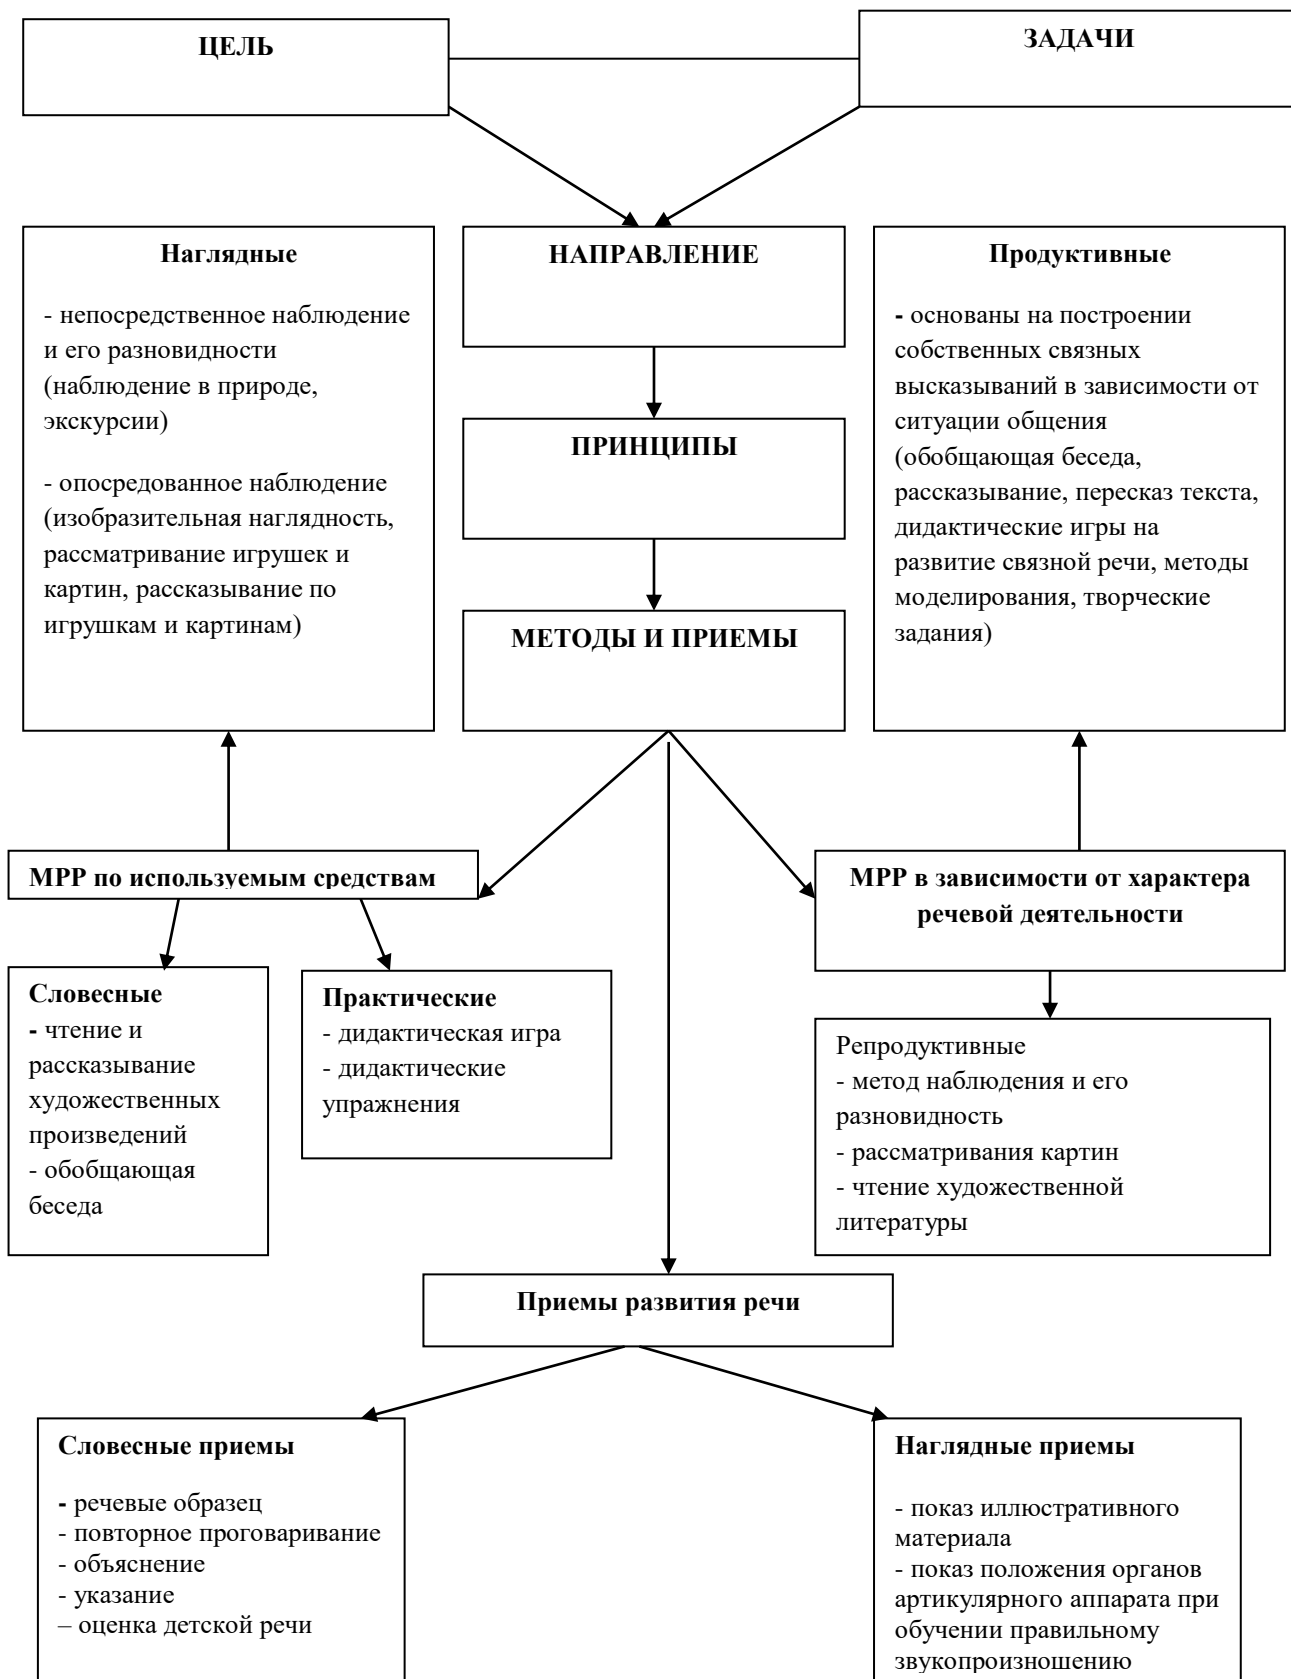 ЦЕЛЬ
ЗАДАЧИ
Наглядные
- непосредственное наблюдение
и его разновидности
(наблюдение в природе,
экскурсии)
- опосредованное наблюдение
(изобразительная наглядность,
рассматривание игрушек и
картин, рассказывание по
игрушкам и картинам)
НАПРАВЛЕНИЕ
ПРИНЦИПЫ
МЕТОДЫ И ПРИЕМЫ
Продуктивные
- основаны на построении
собственных связных
высказываний в зависимости от
ситуации общения
(обобщающая беседа,
рассказывание, пересказ текста,
дидактические игры на
развитие связной речи, методы
моделирования, творческие
задания)
МРР по используемым средствам
МРР в зависимости от характера
речевой деятельности
Словесные
- чтение и
рассказывание
художественных
произведений
- обобщающая
беседа
Практические
- дидактическая игра
- дидактические
упражнения
Репродуктивные
- метод наблюдения и его
разновидность
- рассматривания картин
- чтение художественной
литературы
Приемы развития речи
Словесные приемы
- речевые образец
- повторное проговаривание
- объяснение
- указание
– оценка детской речи
Наглядные приемы
- показ иллюстративного
материала
- показ положения органов
артикулярного аппарата при
обучении правильному
звукопроизношению